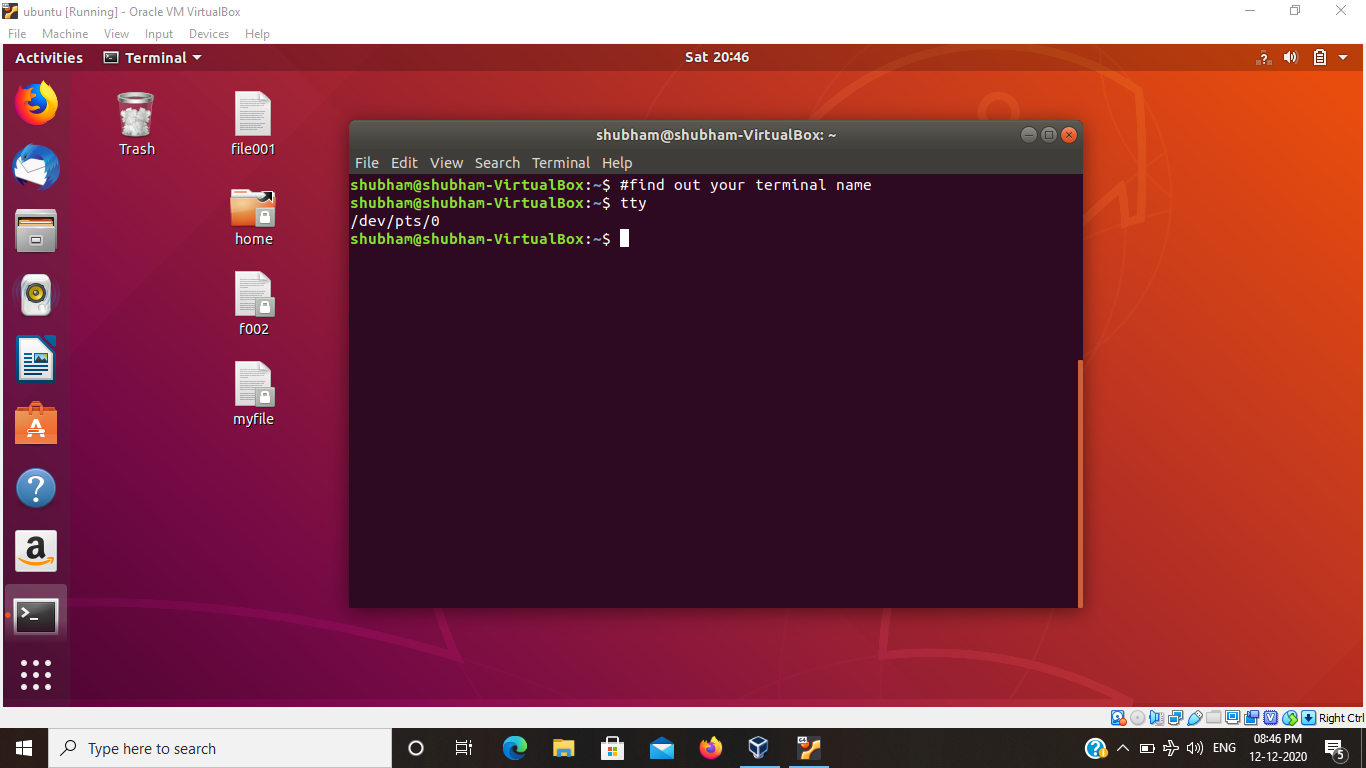 ubuntu [Running] - Oracle VM VirtualBox
File Machine View Input Devices Help
Activities Terminal Sat 20:46
Trash
file001
home
f002
myfile
shubham@shubham-VirtualBox: ~
File Edit View Search Terminal Help
shubham@shubham-VirtualBox:~$ #find out your terminal name
shubham@shubham-VirtualBox:~$ tty
/dev/pts/0
shubham@shubham-VirtualBox:~$
Right Ctrl
Type here to search
ENG
08:46 PM
12-12-2020
5